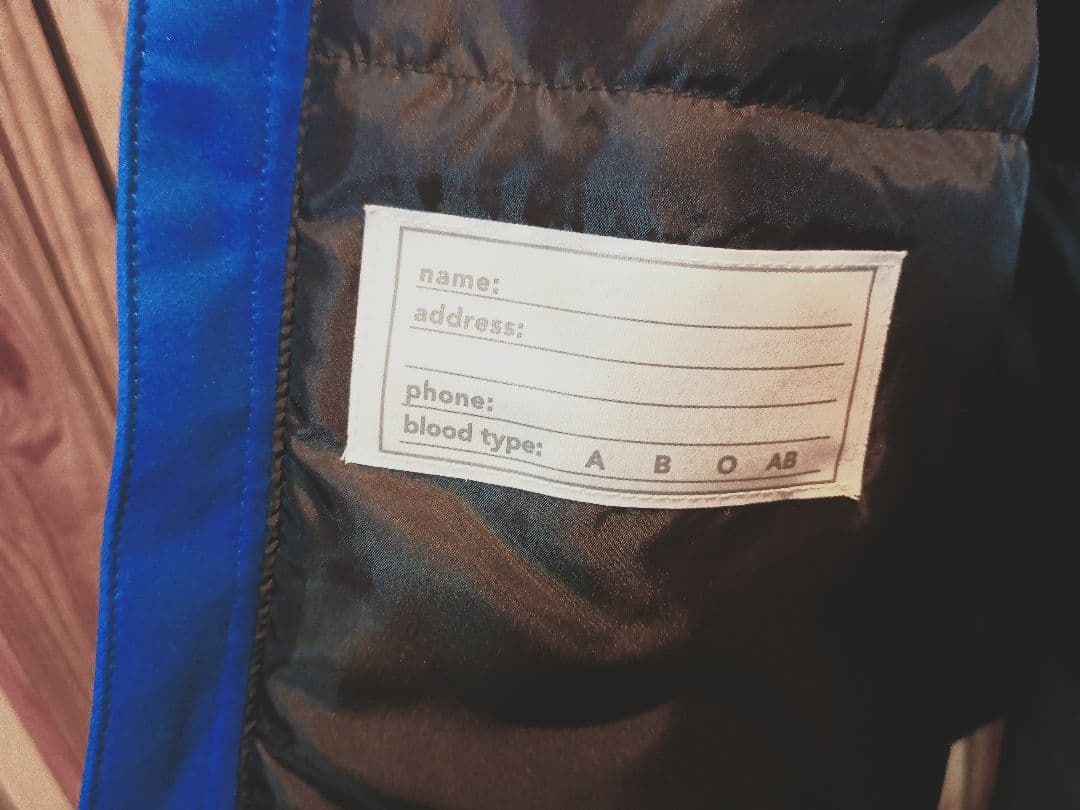 name:
address:
phone:
blood type: A B O AB